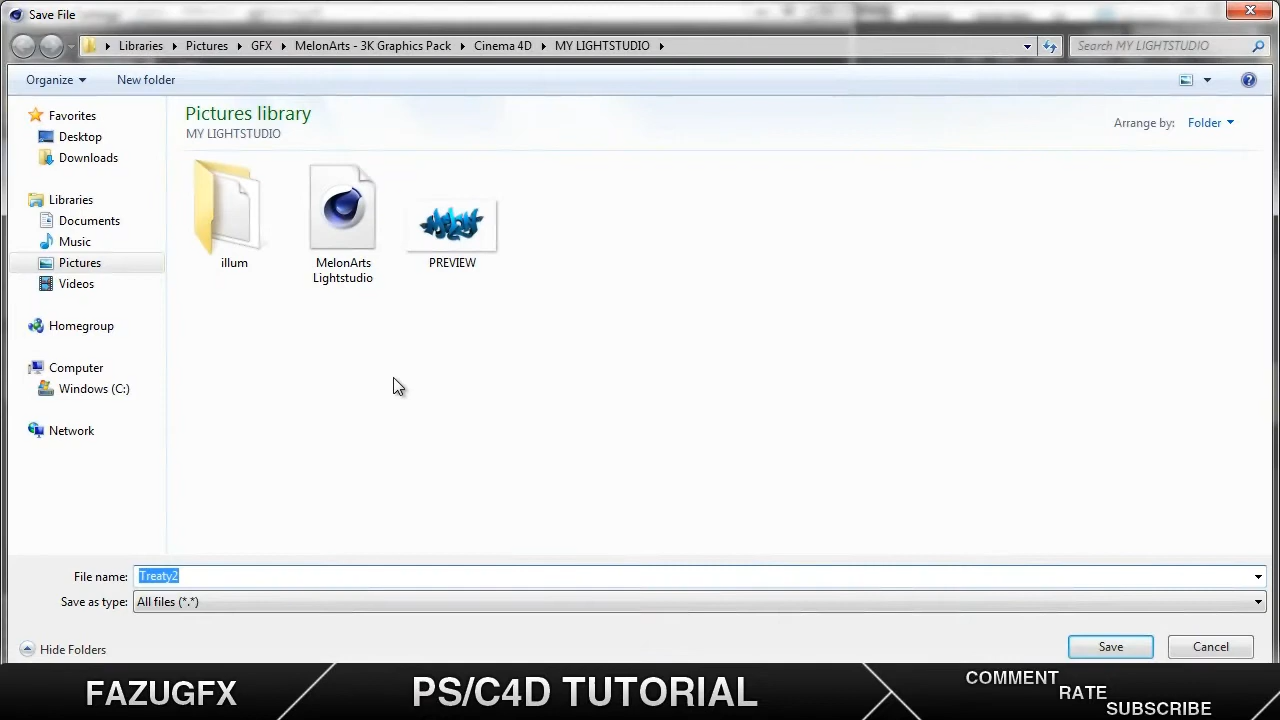 Save File
Libraries Pictures GFX MelonArts - 3K Graphics Pack Cinema 4D MY LIGHTSTUDIO
Search MY LIGHTSTUDIO
Organize New folder
Favorites
Desktop
Downloads
Libraries
Documents
Music
Pictures
Videos
Homegroup
Computer
Windows (C:)
Network
Pictures library
MY LIGHTSTUDIO
Arrange by: Folder
illum
MelonArts
Lightstudio
PREVIEW
File name: Treaty2
Save as type: All files (*.*)
Hide Folders
Save Cancel
FAZUGFX
PS/C4D TUTORIAL
COMMENT
RATE
SUBSCRIBE